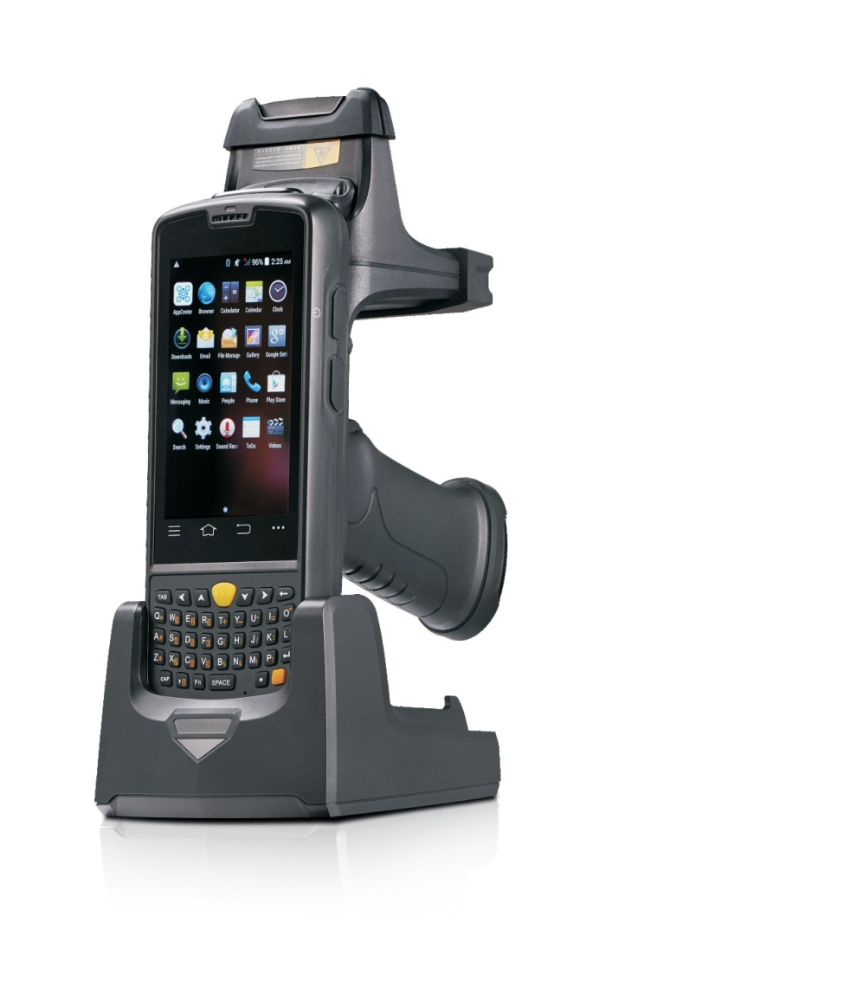 96% 2:25 AM
AppCenter Browser Calculator Calendar Clock
Downloads Email File Manage Gallery Google Sett
Messaging Music People Phone Play Store
Search Settings Sound Rec ToDo Videos
TAB
Q W E R T Y U I O
A S D F G H J K L
Z X C V B N M P
CAP Fn SPACE